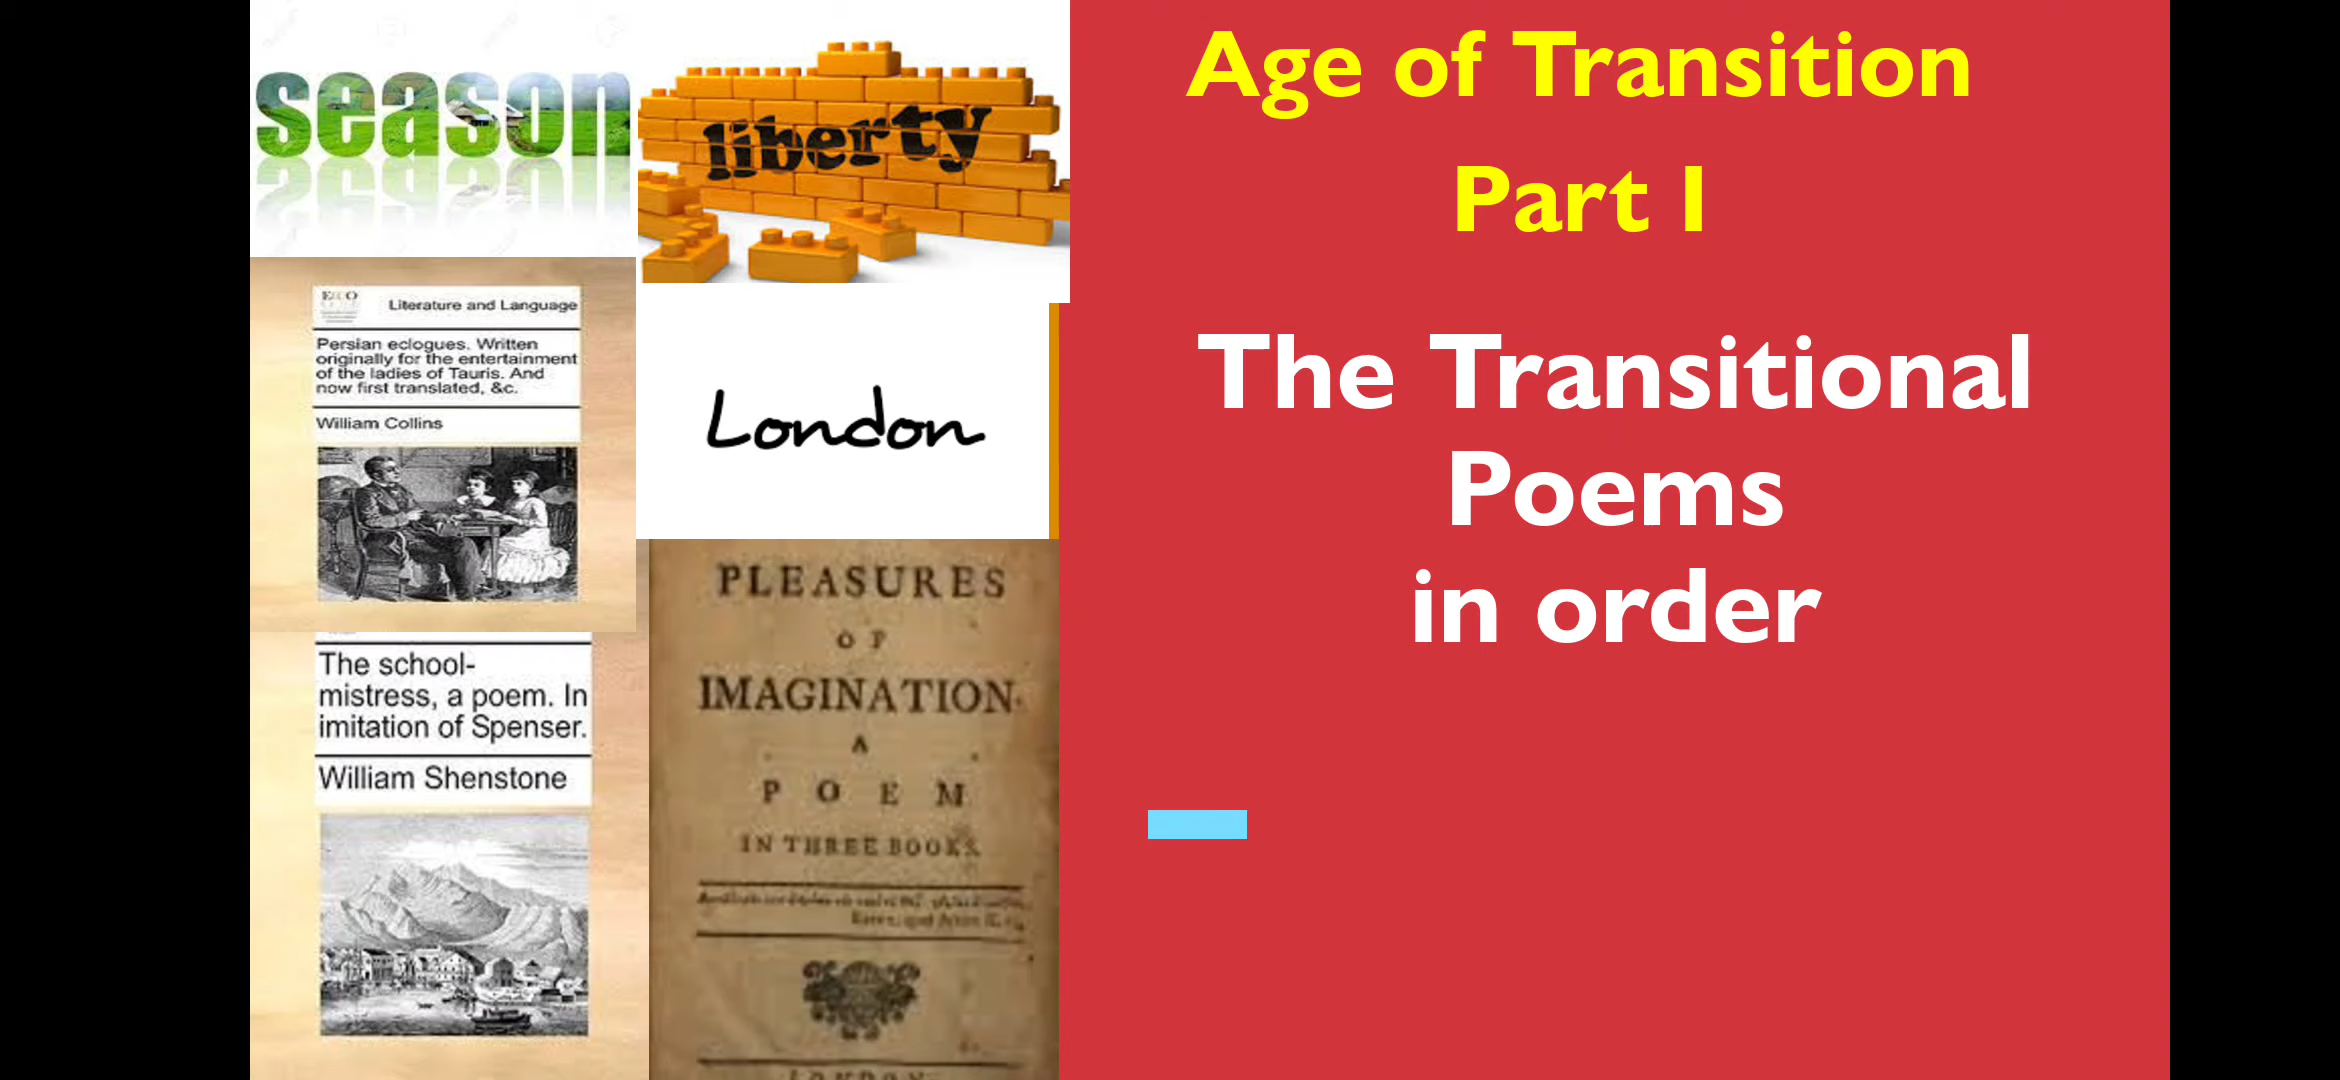 season
liberty
Age of Transition
Part I
The Transitional
Poems
in order
Literature and Language
Persian eclogues. Written
originally for the entertainment
of the ladies of Tauris. And
now first translated, &c.
William Collins
London
The school-
mistress, a poem. In
imitation of Spenser.
William Shenstone
PLEASURES
OF
IMAGINATION.
A
POEM
IN THREE BOOKS.
LONDON